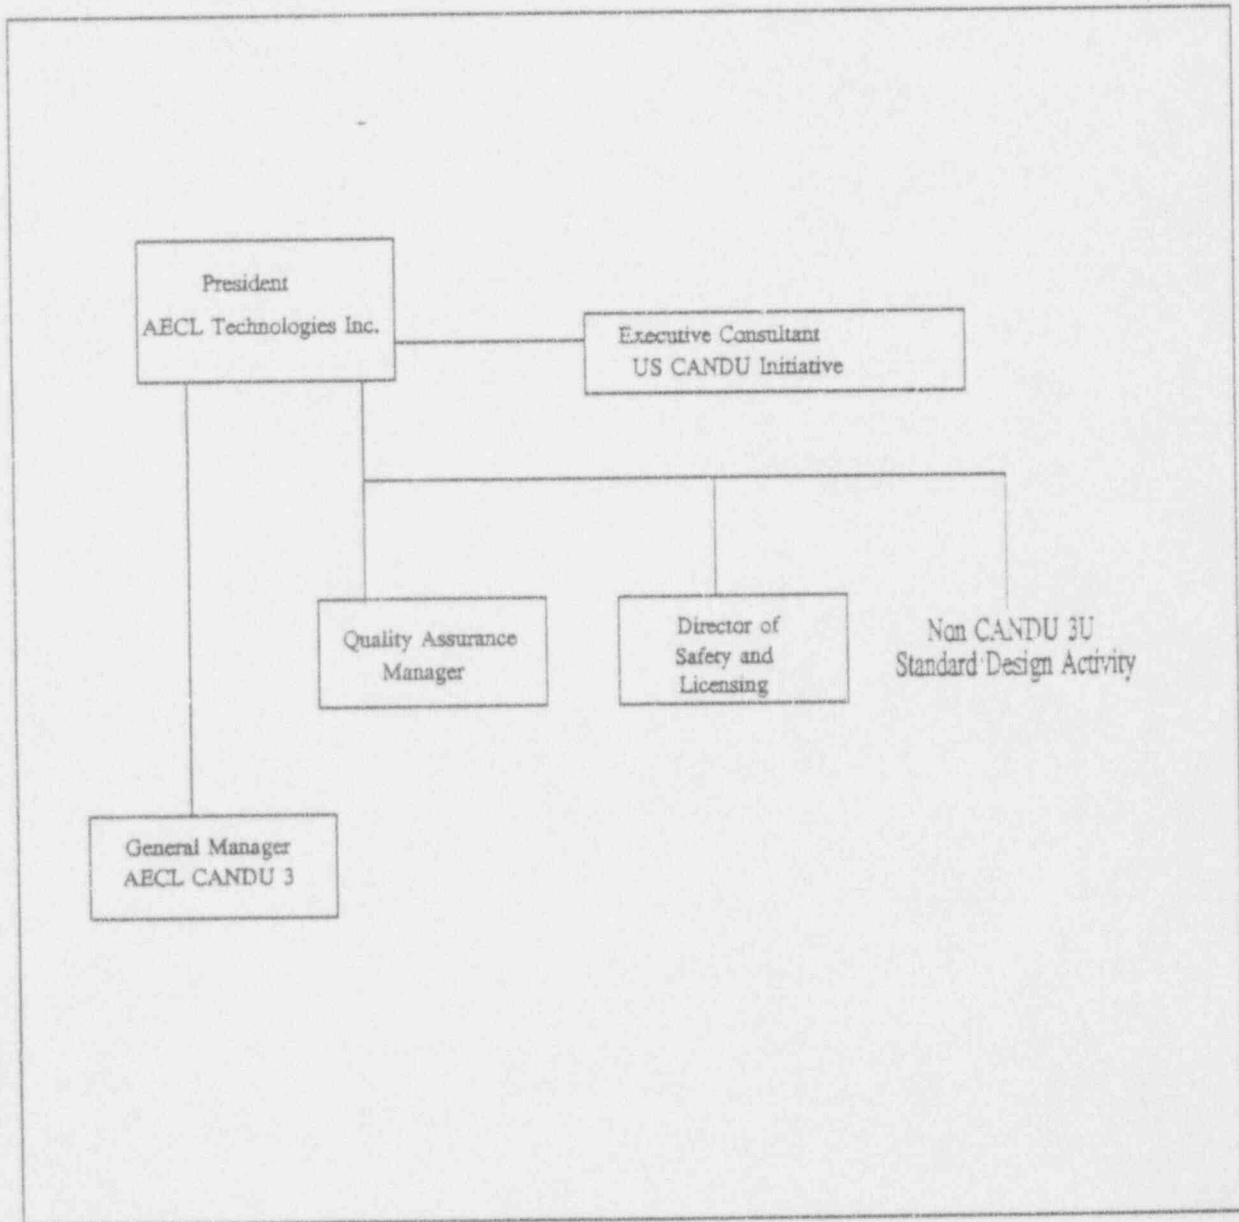 President
AECL Technologies Inc.
Executive Consultant
US CANDU Initiative
Quality Assurance
Manager
Director of
Safety and
Licensing
Non CANDU 3U
Standard Design Activity
General Manager
AECL CANDU 3